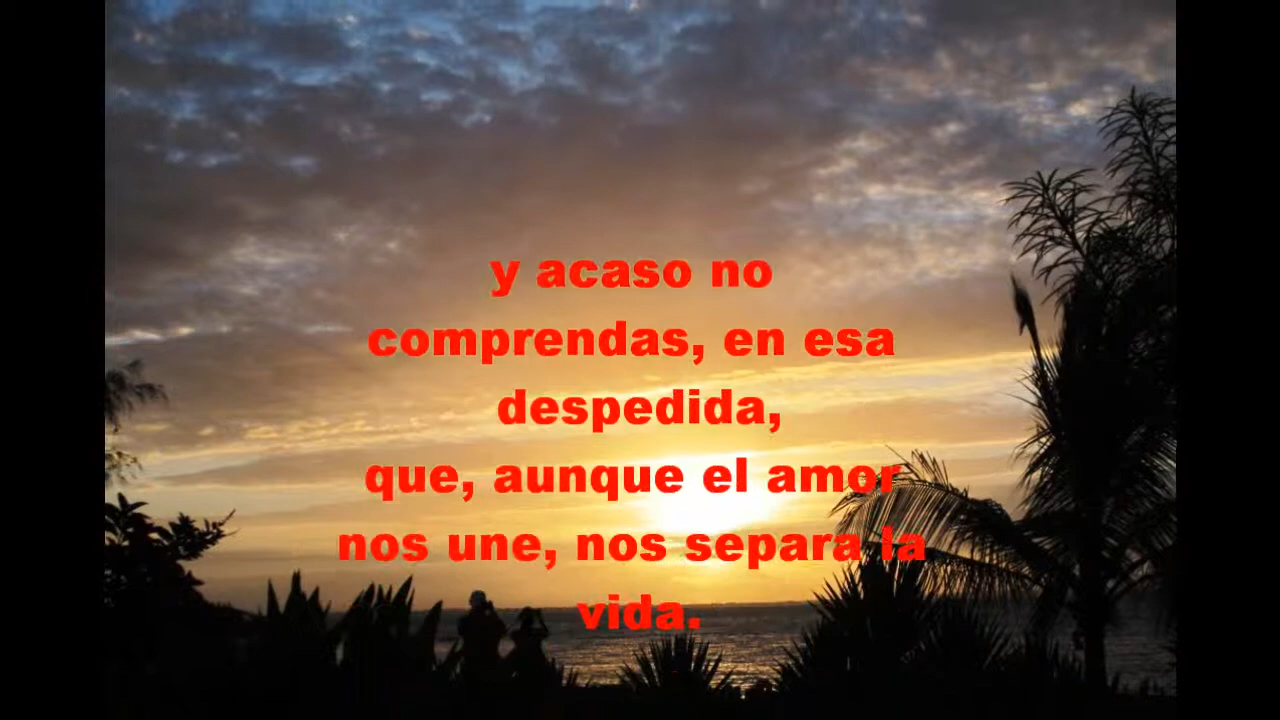 y acaso no
comprendas, en esa
despedida,
que, aunque el amor
nos une, nos separa la
vida.